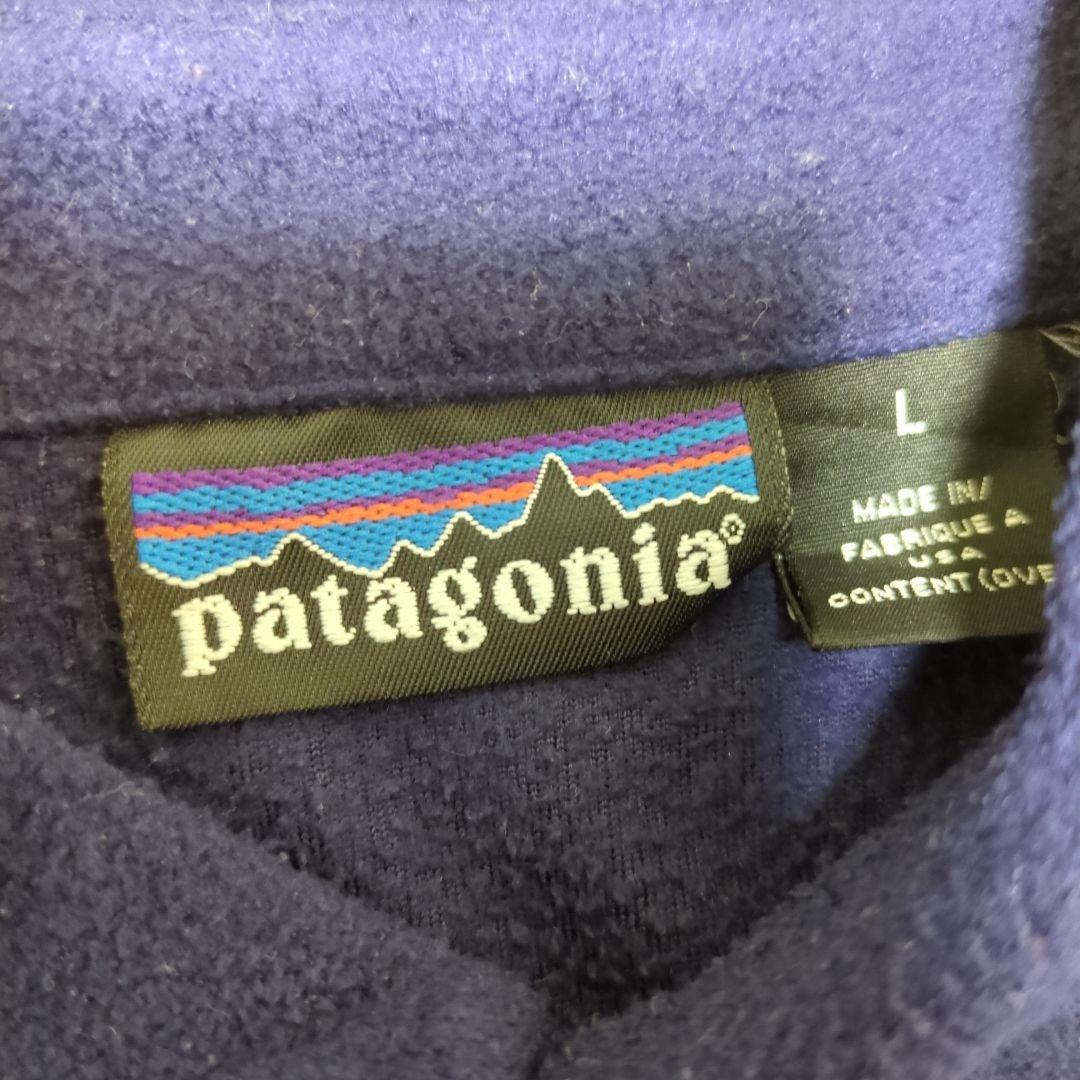 patagonia®
L
MADE IN/
FABRIQUE A
USA
CONTENT (OVE